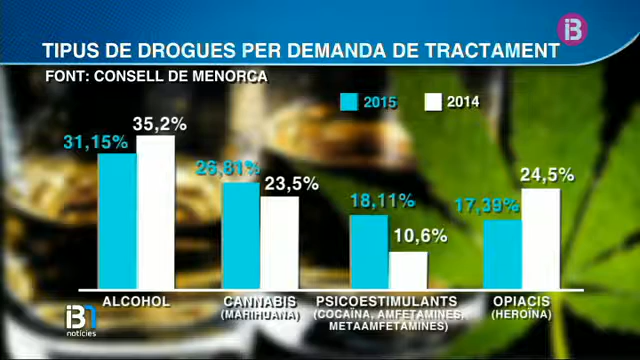 TIPUS DE DROGUES PER DEMANDA DE TRACTAMENT
FONT: CONSELL DE MENORCA
2015 2014
31,15% 35,2%
26,81% 23,5%
18,11% 10,6%
17,39% 24,5%
ALCOHOL
CANNABIS
(MARIHUANA)
PSICOESTIMULANTS
(COCAÏNA, AMFETAMINES,
METAAMFETAMINES)
OPIACIS
(HEROÏNA)
IB
notícies